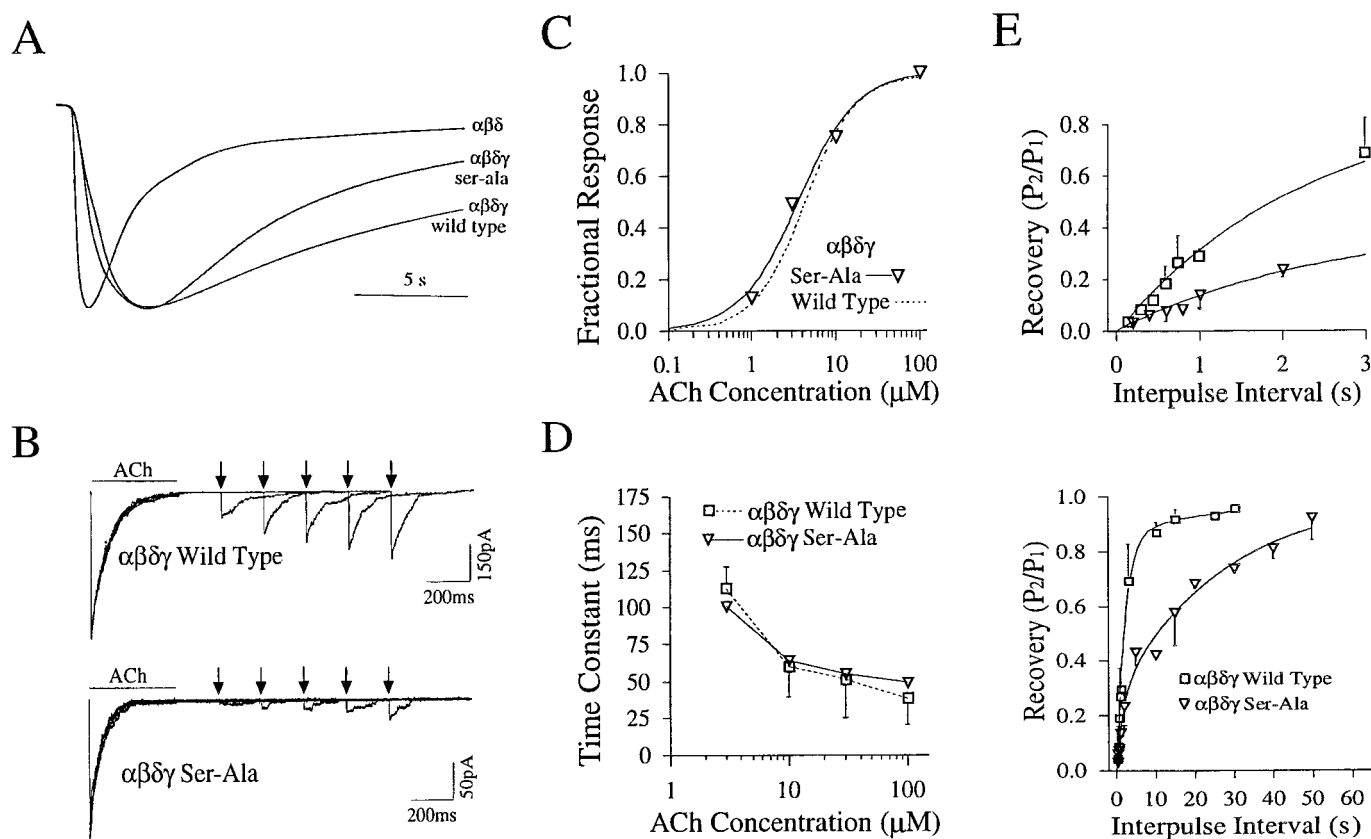 A
αβδ
αβδγ
ser-ala
αβδγ
wild type
5 s
B
ACh
αβδγ Wild Type
150pA
200ms
ACh
αβδγ Ser-Ala
50pA
200ms
C
Fractional Response
1.0
0.8
0.6
0.4
0.2
0.0
αβδγ
Ser-Ala
Wild Type
0.1
1
10
100
ACh Concentration (μM)
D
Time Constant (ms)
175
150
125
100
75
50
25
0
αβδγ Wild Type
αβδγ Ser-Ala
1
10
100
ACh Concentration (μM)
E
Recovery (P2/P1)
0.8
0.6
0.4
0.2
0.0
0
1
2
3
Interpulse Interval (s)
Recovery (P2/P1)
1.0
0.8
0.6
0.4
0.2
0.0
αβδγ Wild Type
αβδγ Ser-Ala
0 10 20 30 40 50 60
Interpulse Interval (s)